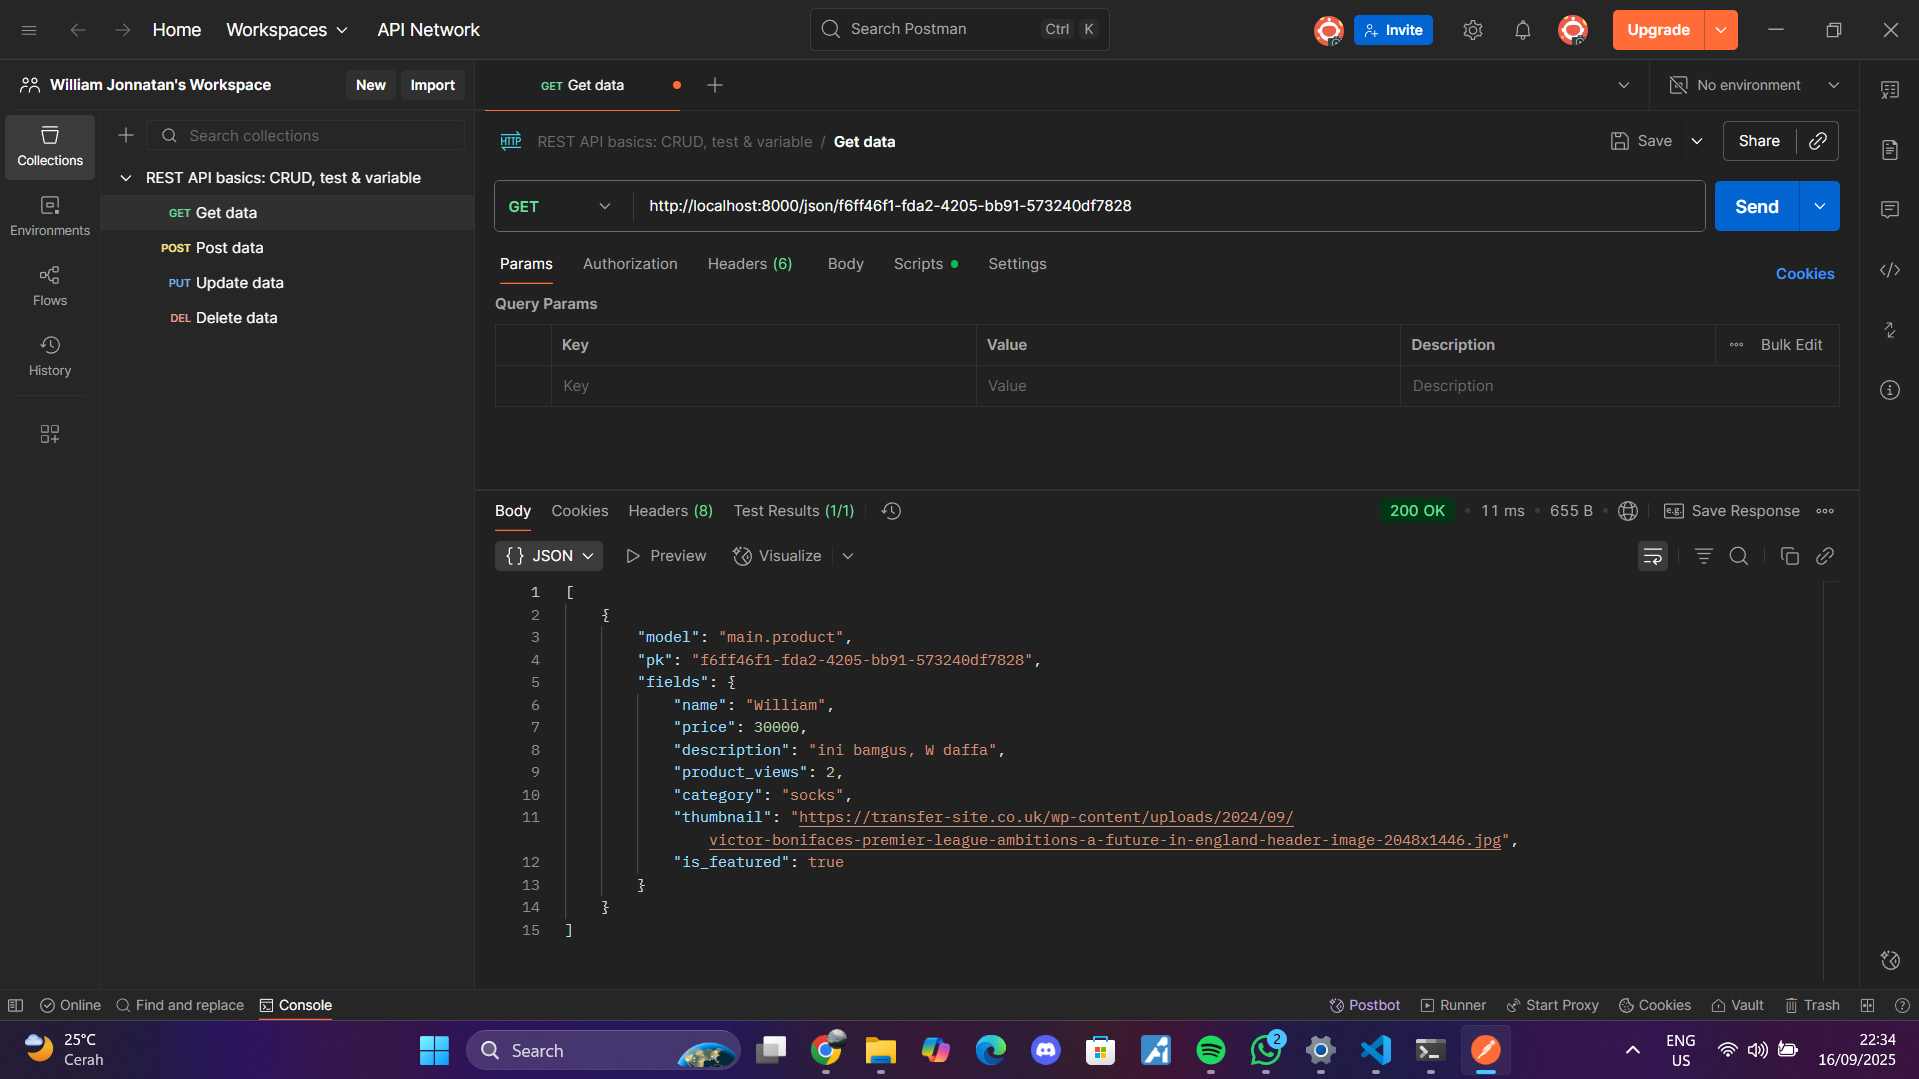 Home Workspaces API Network
Search Postman Ctrl K
Invite Upgrade
William Jonnatan's Workspace New Import
GET Get data
No environment
Collections
Search collections
Environments
Flows
History
REST API basics: CRUD, test & variable
GET Get data
POST Post data
PUT Update data
DEL Delete data
HTTP REST API basics: CRUD, test & variable / Get data
Save Share
GET http://localhost:8000/json/f6ff46f1-fda2-4205-bb91-573240df7828
Send
Params Authorization Headers (6) Body Scripts Settings
Cookies
Query Params
Key Value Description Bulk Edit
Key Value Description
Body Cookies Headers (8) Test Results (1/1)
200 OK 11 ms 655 B e.g. Save Response
{} JSON Preview Visualize
1 [
2 {
3 "model": "main.product",
4 "pk": "f6ff46f1-fda2-4205-bb91-573240df7828",
5 "fields": {
6 "name": "William",
7 "price": 30000,
8 "description": "ini bamgus, W daffa",
9 "product_views": 2,
10 "category": "socks",
11 "thumbnail": "https://transfer-site.co.uk/wp-content/uploads/2024/09/
victor-bonifaces-premier-league-ambitions-a-future-in-england-header-image-2048x1446.jpg",
12 "is_featured": true
13 }
14 }
15 ]
Online Find and replace Console
Postbot Runner Start Proxy Cookies Vault Trash
25°C
Cerah
Search
2
ENG
US
22:34
16/09/2025